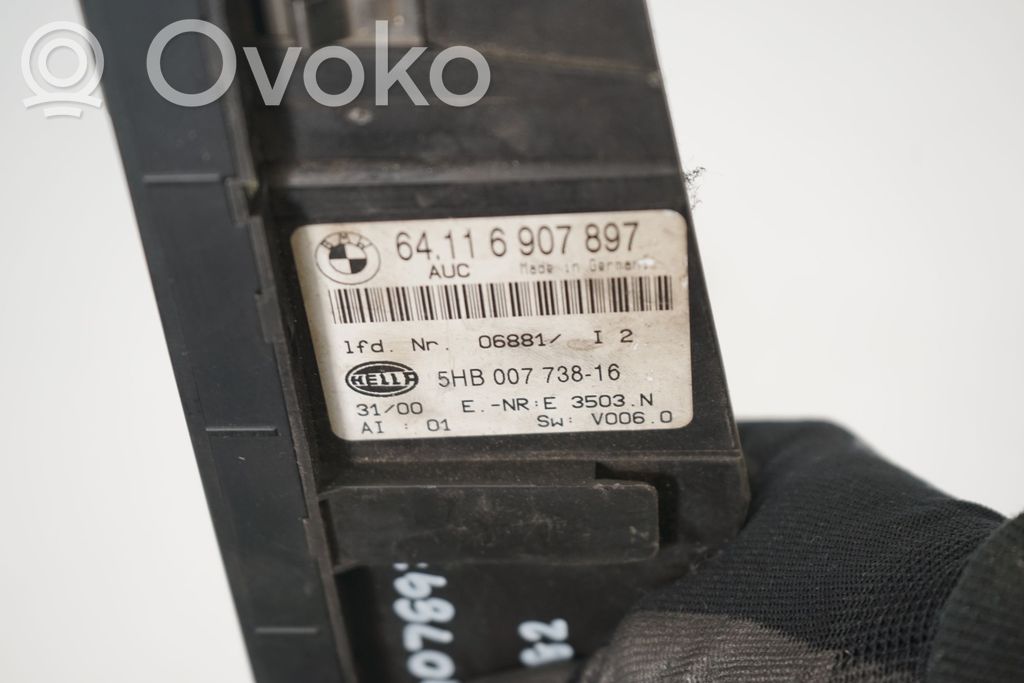 Ovoko
BMW
64.11 6 907 897
AUC Made in Germany
lfd. Nr. 06881/ I 2
HELLA 5HB 007 738-16
31/00 E.-NR:E 3503.N
AI : 01 SW: V006.0